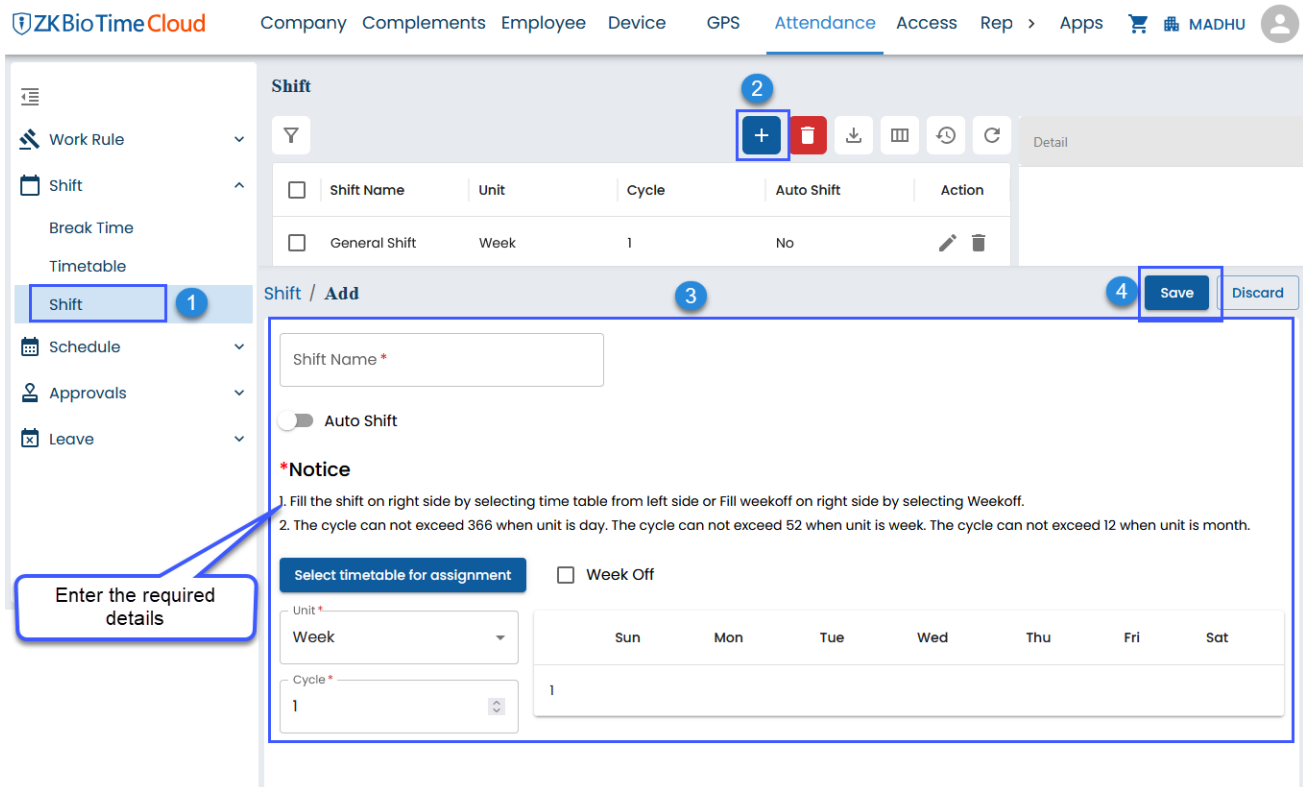 ZKBioTime Cloud
Company Complements Employee Device GPS Attendance Access Rep > Apps MADHU
Shift
2
Work Rule
Detail
Shift
Shift Name Unit Cycle Auto Shift Action
Break Time
General Shift Week 1 No
Timetable
Shift
1
Shift / Add
3
4
Save
Discard
Schedule
Shift Name *
Approvals
Auto Shift
Leave
*Notice
1. Fill the shift on right side by selecting time table from left side or Fill weekoff on right side by selecting Weekoff.
2. The cycle can not exceed 366 when unit is day. The cycle can not exceed 52 when unit is week. The cycle can not exceed 12 when unit is month.
Select timetable for assignment
Week Off
Enter the required
details
Unit *
Week
Sun Mon Tue Wed Thu Fri Sat
Cycle *
1
1